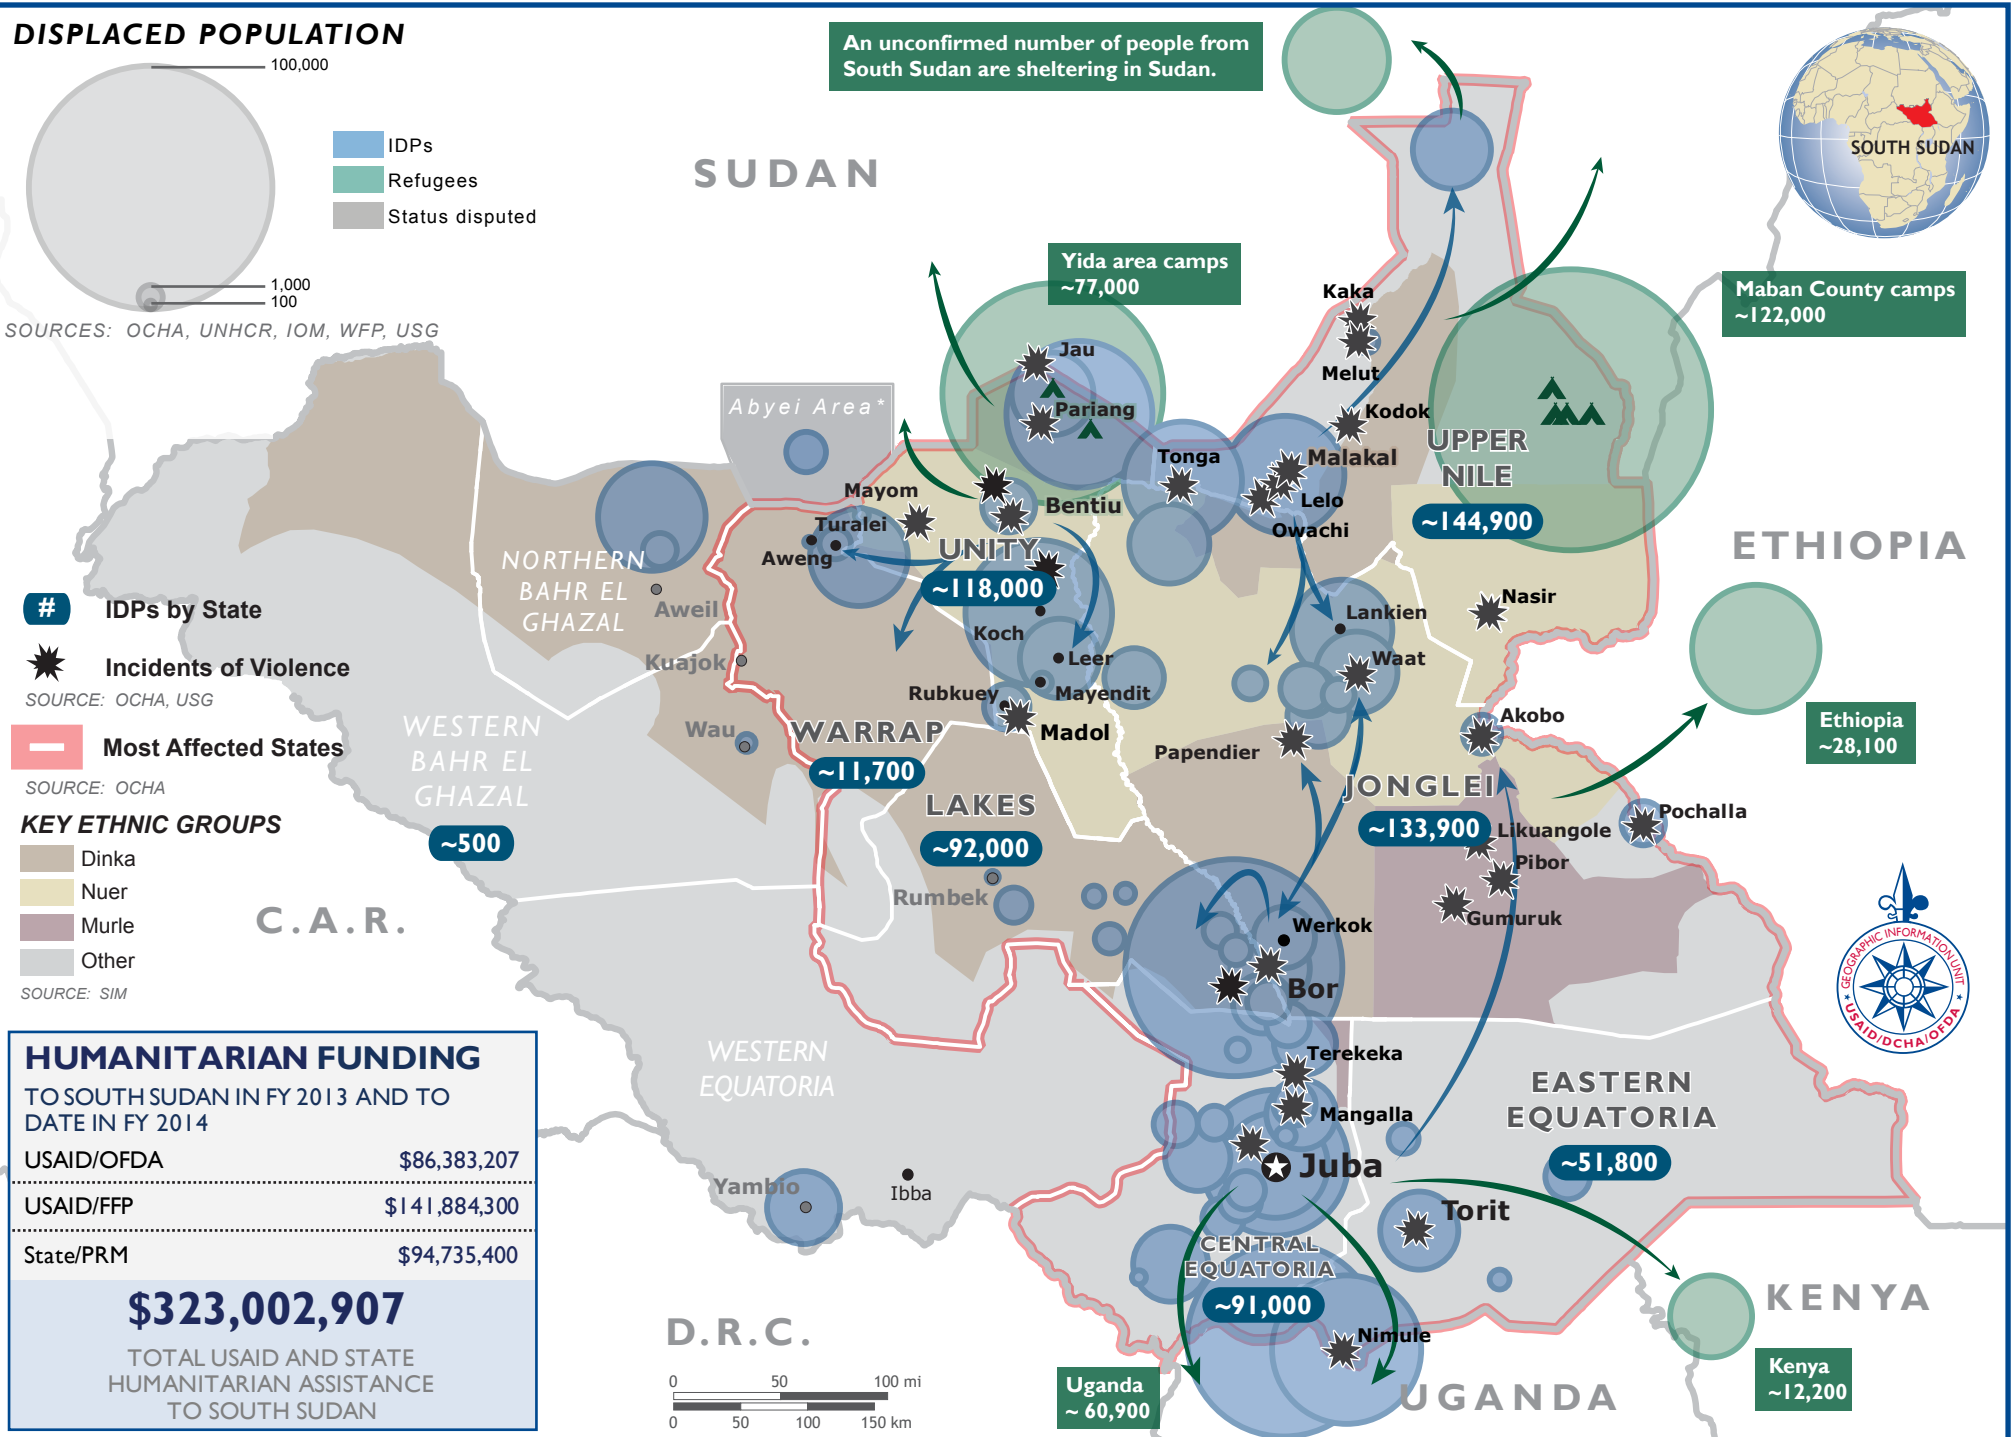 DISPLACED POPULATION
100,000
1,000
100
IDPs
Refugees
Status disputed
SOURCES: OCHA, UNHCR, IOM, WFP, USG
An unconfirmed number of people from
South Sudan are sheltering in Sudan.
SOUTH SUDAN
SUDAN
Yida area camps
~77,000
Maban County camps
~122,000
Kaka
Jau
Melut
Abyei Area*
Pariang
Kodok
UPPER
NILE
Tonga
Malakal
Mayom
Lelo
Bentiu
Owachi
~144,900
Turalei
ETHIOPIA
Aweng
UNITY
NORTHERN
BAHR EL
GHAZAL
~118,000
Aweil
Nasir
Lankien
Koch
Kuajok
Leer
Waat
Rubkuey
Mayendit
Wau
WARRAP
Madol
Akobo
Ethiopia
~28,100
Papendier
WESTERN
BAHR EL
GHAZAL
~11,700
JONGLEI
LAKES
~133,900
Likuangole
Pochalla
~500
~92,000
Pibor
Rumbek
Gumuruk
Werkok
C.A.R.
Bor
# IDPs by State
Incidents of Violence
SOURCE: OCHA, USG
Most Affected States
SOURCE: OCHA
KEY ETHNIC GROUPS
Dinka
Nuer
Murle
Other
SOURCE: SIM
GEOGRAPHIC INFORMATION UNIT
USAID/DCHA/OFDA
WESTERN
EQUATORIA
Terekeka
Mangalla
EASTERN
EQUATORIA
Juba
~51,800
Yambio
Ibba
Torit
CENTRAL
EQUATORIA
~91,000
KENYA
Nimule
D.R.C.
Kenya
~12,200
Uganda
~ 60,900
UGANDA
0 50 100 mi
0 50 100 150 km
HUMANITARIAN FUNDING
TO SOUTH SUDAN IN FY 2013 AND TO
DATE IN FY 2014
USAID/OFDA $86,383,207
USAID/FFP $141,884,300
State/PRM $94,735,400
$323,002,907
TOTAL USAID AND STATE
HUMANITARIAN ASSISTANCE
TO SOUTH SUDAN